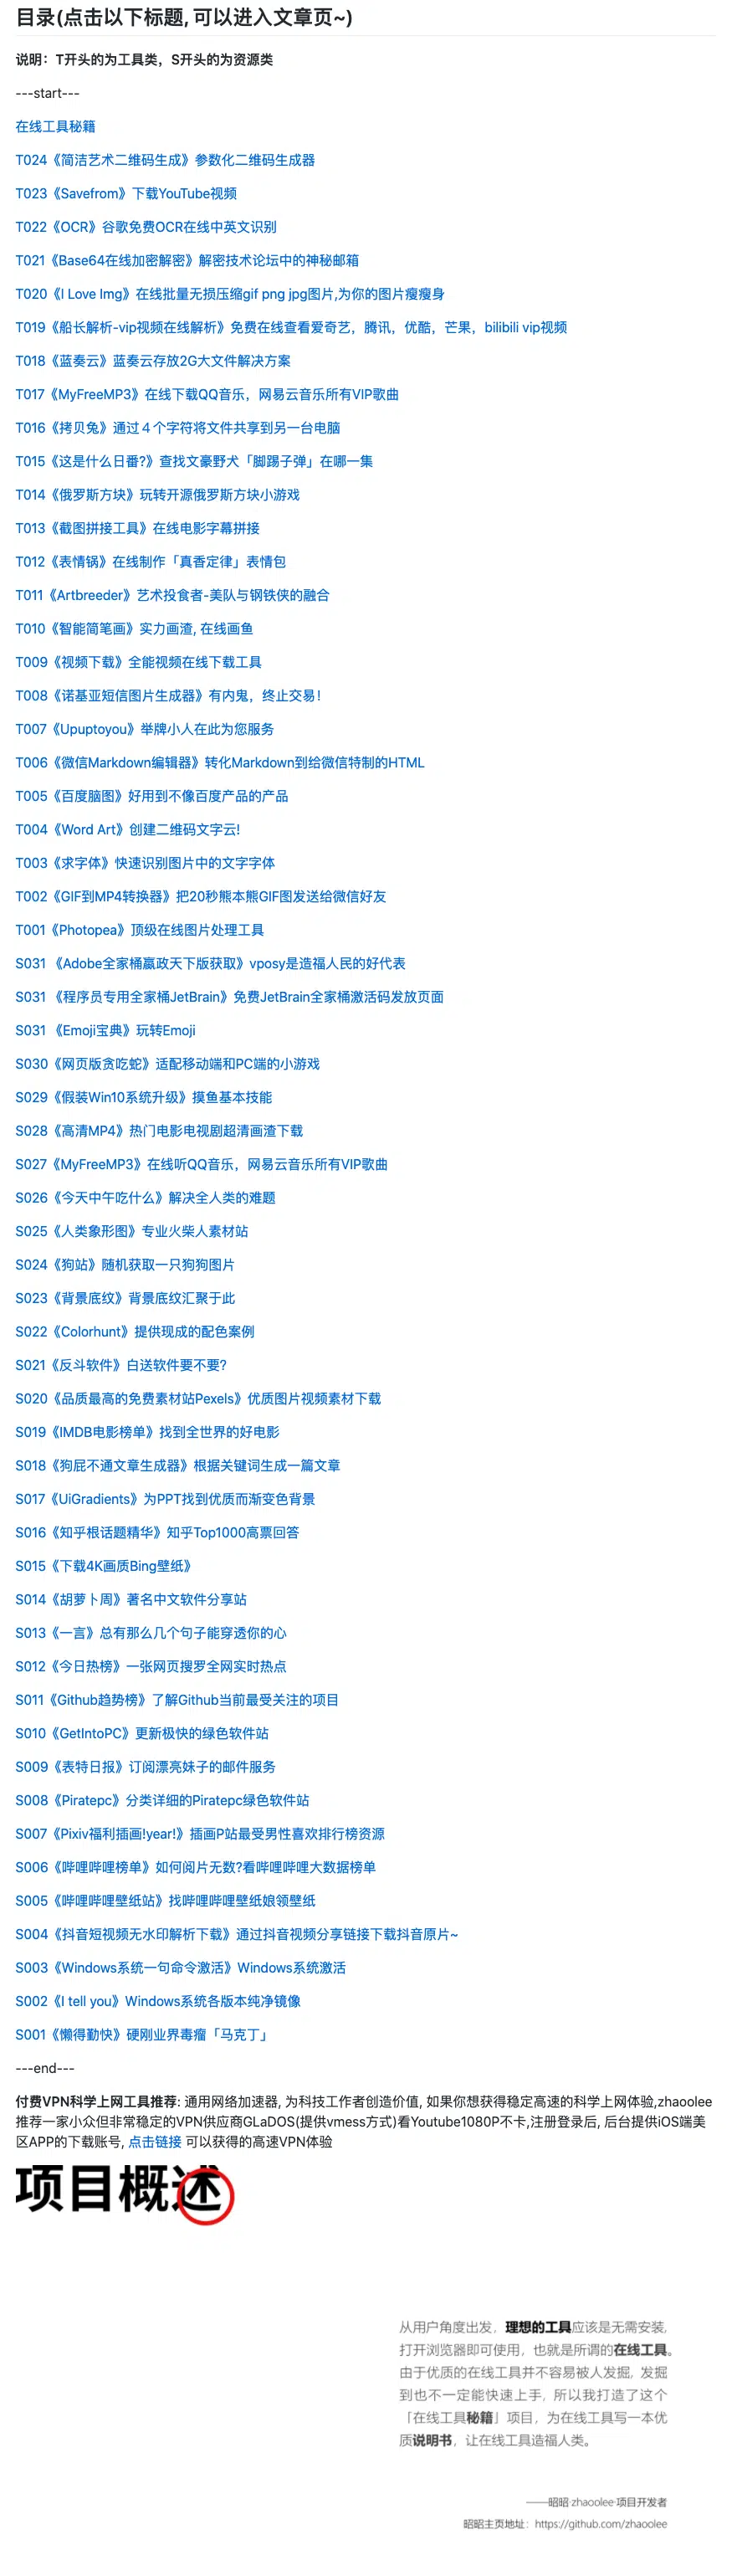 目录(点击以下标题, 可以进入文章页~)
说明：T开头的为工具类，S开头的为资源类
---start---
在线工具秘籍
T024《简洁艺术二维码生成》参数化二维码生成器
T023《Savefrom》下载YouTube视频
T022《OCR》谷歌免费OCR在线中英文识别
T021《Base64在线加密解密》解密技术论坛中的神秘邮箱
T020《I Love Img》在线批量无损压缩gif png jpg图片,为你的图片瘦瘦身
T019《船长解析-vip视频在线解析》免费在线查看爱奇艺，腾讯，优酷，芒果，bilibili vip视频
T018《蓝奏云》蓝奏云存放2G大文件解决方案
T017《MyFreeMP3》在线下载QQ音乐，网易云音乐所有VIP歌曲
T016《拷贝兔》通过４个字符将文件共享到另一台电脑
T015《这是什么日番?》查找文豪野犬「脚踢子弹」在哪一集
T014《俄罗斯方块》玩转开源俄罗斯方块小游戏
T013《截图拼接工具》在线电影字幕拼接
T012《表情锅》在线制作「真香定律」表情包
T011《Artbreeder》艺术投食者-美队与钢铁侠的融合
T010《智能简笔画》实力画渣, 在线画鱼
T009《视频下载》全能视频在线下载工具
T008《诺基亚短信图片生成器》有内鬼，终止交易！
T007《Upuptoyou》举牌小人在此为您服务
T006《微信Markdown编辑器》转化Markdown到给微信特制的HTML
T005《百度脑图》好用到不像百度产品的产品
T004《Word Art》创建二维码文字云!
T003《求字体》快速识别图片中的文字字体
T002《GIF到MP4转换器》把20秒熊本熊GIF图发送给微信好友
T001《Photopea》顶级在线图片处理工具
S031 《Adobe全家桶嬴政天下版获取》vposy是造福人民的好代表
S031 《程序员专用全家桶JetBrain》免费JetBrain全家桶激活码发放页面
S031 《Emoji宝典》玩转Emoji
S030《网页版贪吃蛇》适配移动端和PC端的小游戏
S029《假装Win10系统升级》摸鱼基本技能
S028《高清MP4》热门电影电视剧超清画渣下载
S027《MyFreeMP3》在线听QQ音乐，网易云音乐所有VIP歌曲
S026《今天中午吃什么》解决全人类的难题
S025《人类象形图》专业火柴人素材站
S024《狗站》随机获取一只狗狗图片
S023《背景底纹》背景底纹汇聚于此
S022《Colorhunt》提供现成的配色案例
S021《反斗软件》白送软件要不要?
S020《品质最高的免费素材站Pexels》优质图片视频素材下载
S019《IMDB电影榜单》找到全世界的好电影
S018《狗屁不通文章生成器》根据关键词生成一篇文章
S017《UiGradients》为PPT找到优质而渐变色背景
S016《知乎根话题精华》知乎Top1000高票回答
S015《下载4K画质Bing壁纸》
S014《胡萝卜周》著名中文软件分享站
S013《一言》总有那么几个句子能穿透你的心
S012《今日热榜》一张网页搜罗全网实时热点
S011《Github趋势榜》了解Github当前最受关注的项目
S010《GetIntoPC》更新极快的绿色软件站
S009《表特日报》订阅漂亮妹子的邮件服务
S008《Piratepc》分类详细的Piratepc绿色软件站
S007《Pixiv福利插画!year!》插画P站最受男性喜欢排行榜资源
S006《哔哩哔哩榜单》如何阅片无数?看哔哩哔哩大数据榜单
S005《哔哩哔哩壁纸站》找哔哩哔哩壁纸娘领壁纸
S004《抖音短视频无水印解析下载》通过抖音视频分享链接下载抖音原片~
S003《Windows系统一句命令激活》Windows系统激活
S002《I tell you》Windows系统各版本纯净镜像
S001《懒得勤快》硬刚业界毒瘤「马克丁」
---end---
付费VPN科学上网工具推荐: 通用网络加速器, 为科技工作者创造价值, 如果你想获得稳定高速的科学上网体验,zhaoolee
推荐一家小众但非常稳定的VPN供应商GLaDOS(提供vmess方式)看Youtube1080P不卡,注册登录后, 后台提供iOS端美
区APP的下载账号, 点击链接 可以获得的高速VPN体验
项目概述
从用户角度出发，理想的工具应该是无需安装,
打开浏览器即可使用，也就是所谓的在线工具。
由于优质的在线工具并不容易被人发掘, 发掘
到也不一定能快速上手, 所以我打造了这个
「在线工具秘籍」项目，为在线工具写一本优
质说明书，让在线工具造福人类。
——昭昭·zhaoolee·项目开发者
昭昭主页地址：https://github.com/zhaoolee